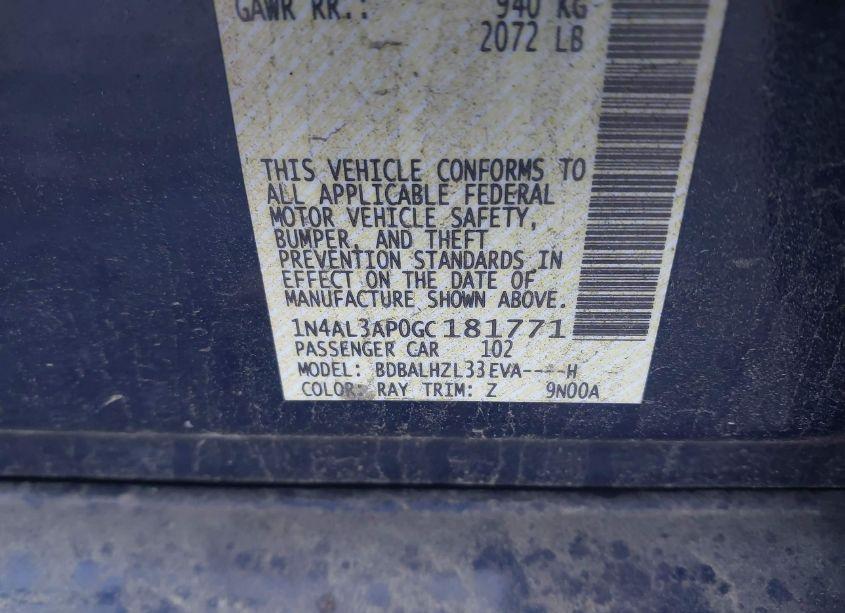 GAWR RR.: 940 KG
2072 LB
THIS VEHICLE CONFORMS TO
ALL APPLICABLE FEDERAL
MOTOR VEHICLE SAFETY,
BUMPER, AND THEFT
PREVENTION STANDARDS IN
EFFECT ON THE DATE OF
MANUFACTURE SHOWN ABOVE.
1N4AL3AP0GC181771
PASSENGER CAR 102
MODEL: BDBALHZL33EVA----H
COLOR: RAY TRIM: Z 9N00A